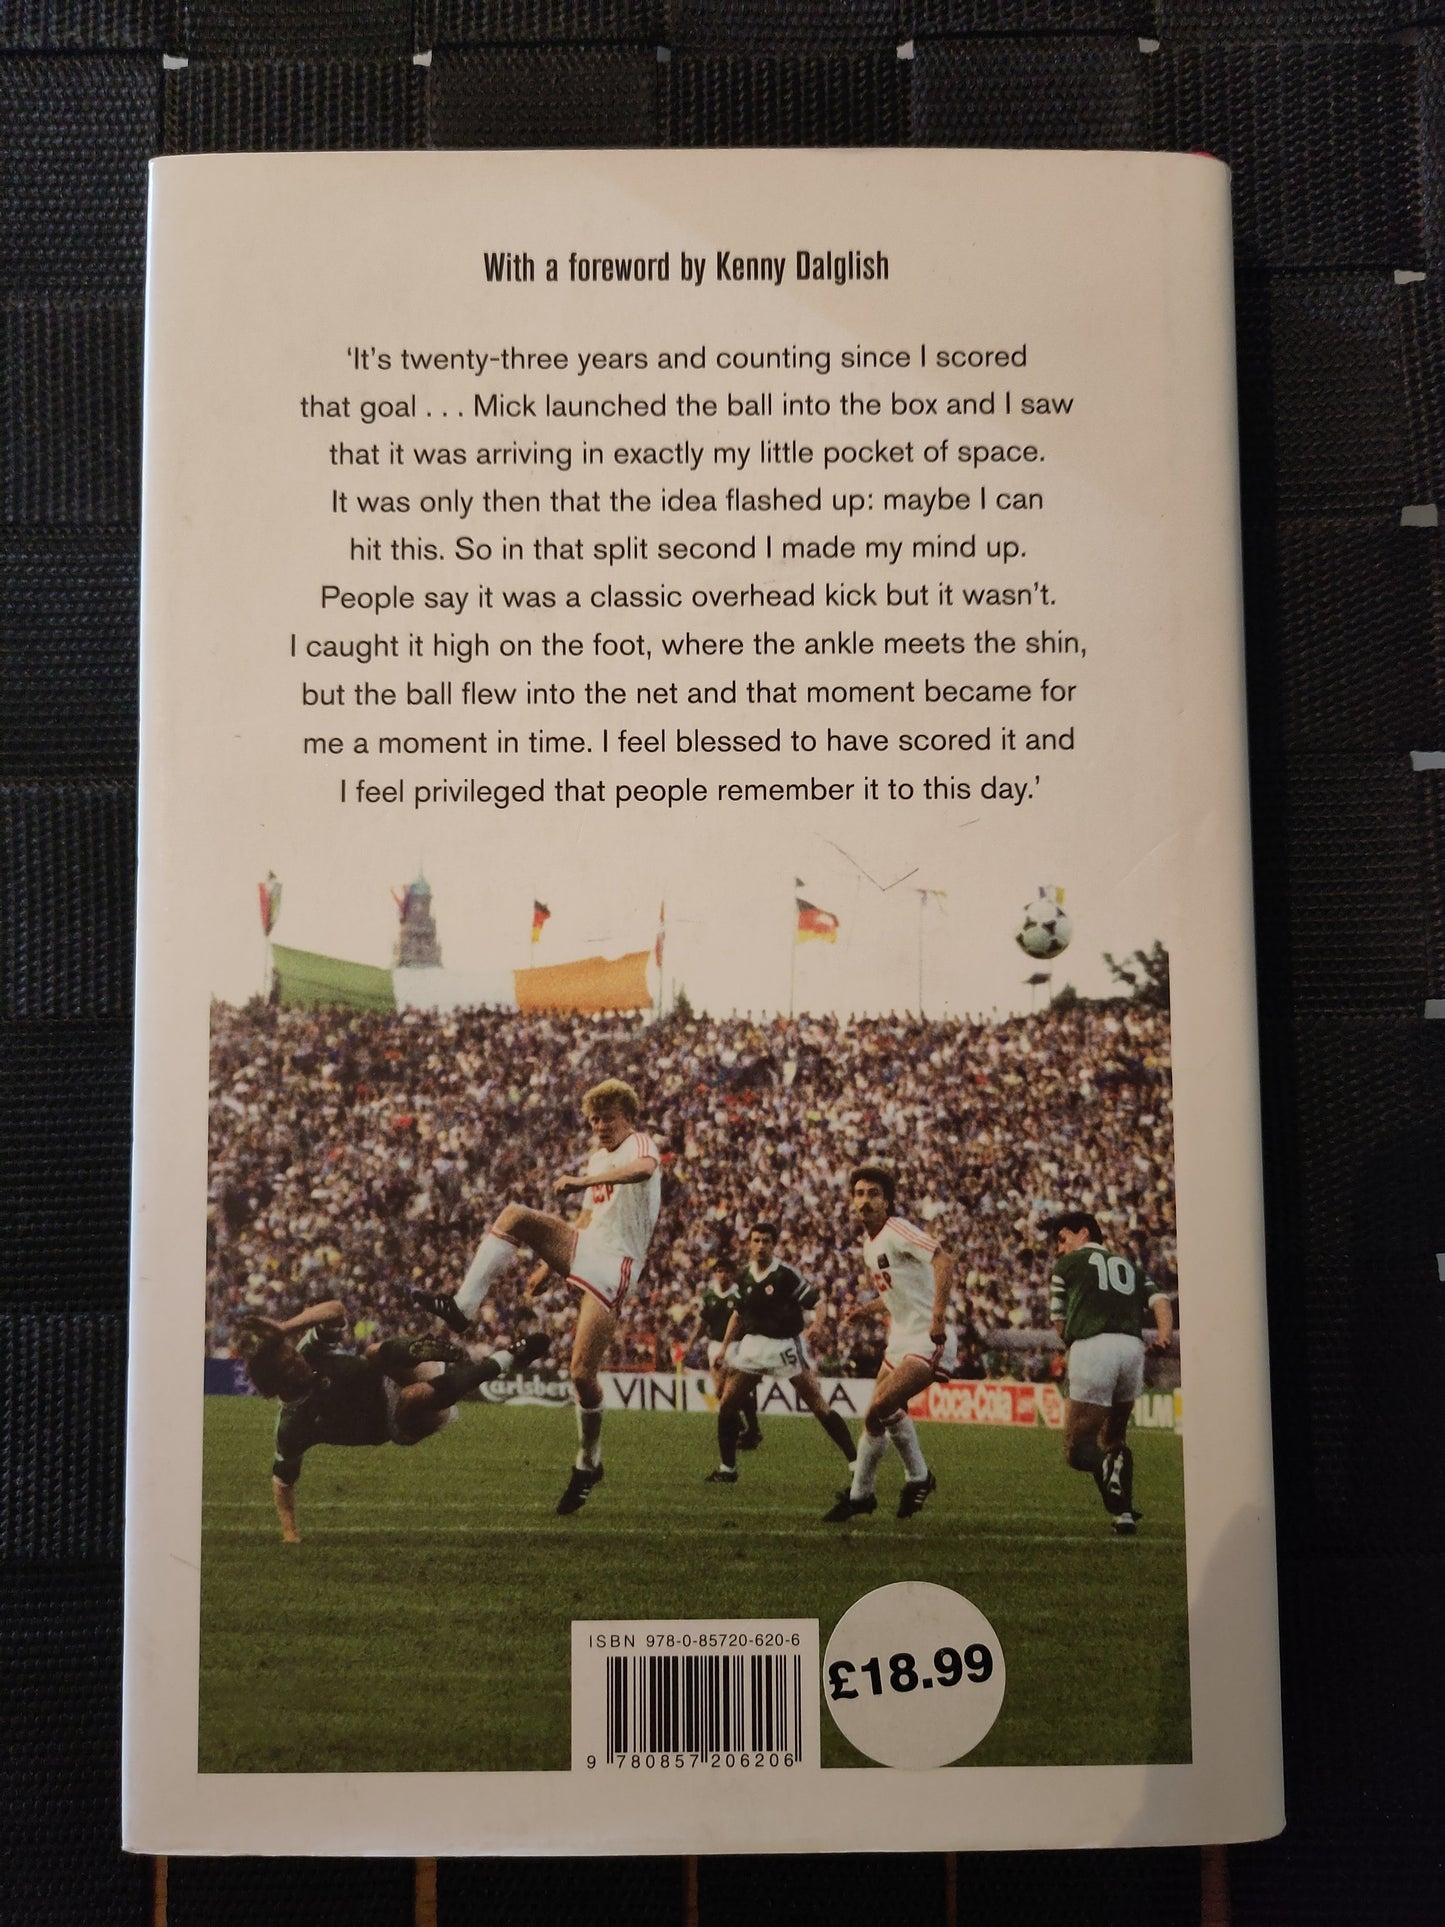 With a foreword by Kenny Dalglish
‘It’s twenty-three years and counting since I scored
that goal . . . Mick launched the ball into the box and I saw
that it was arriving in exactly my little pocket of space.
It was only then that the idea flashed up: maybe I can
hit this. So in that split second I made my mind up.
People say it was a classic overhead kick but it wasn’t.
I caught it high on the foot, where the ankle meets the shin,
but the ball flew into the net and that moment became for
me a moment in time. I feel blessed to have scored it and
I feel privileged that people remember it to this day.’
10
15
Carlsberg
VINI
Coca-Cola
ISBN 978-0-85720-620-6
9 780857 206206
£18.99